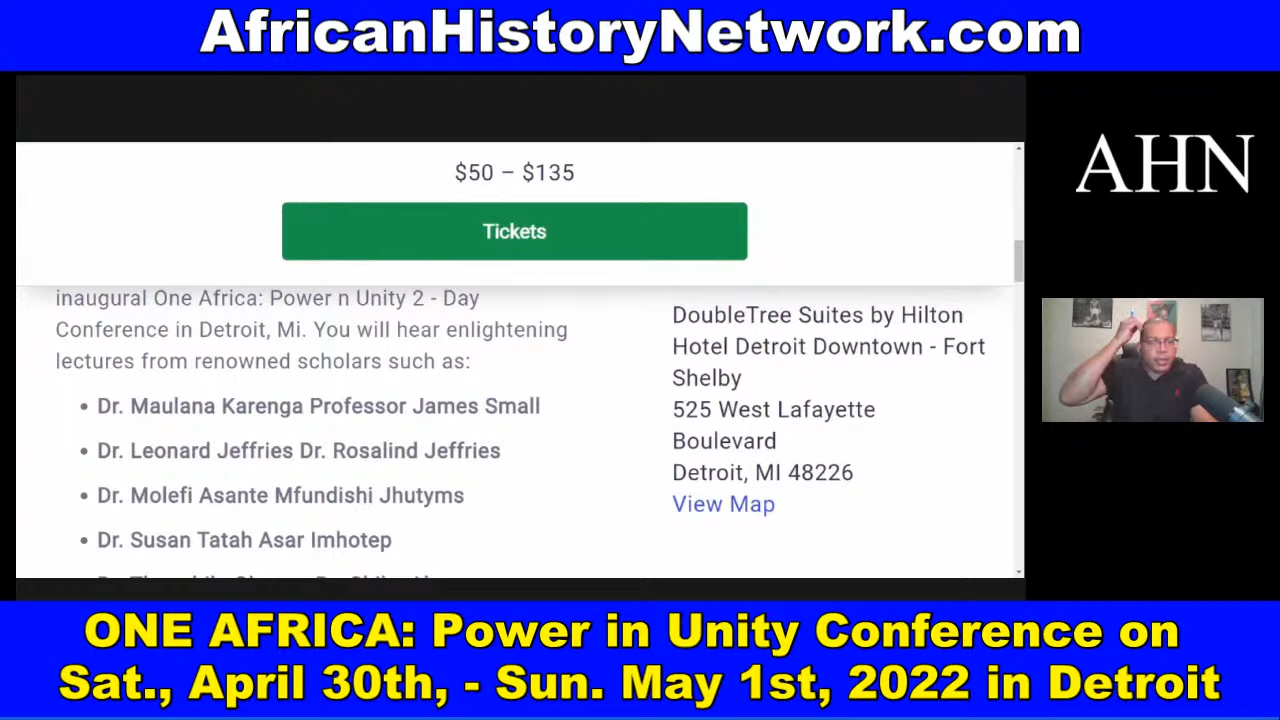 AfricanHistoryNetwork.com
AHN
$50 – $135
Tickets
inaugural One Africa: Power n Unity 2 - Day
Conference in Detroit, Mi. You will hear enlightening
lectures from renowned scholars such as:
• Dr. Maulana Karenga Professor James Small
• Dr. Leonard Jeffries Dr. Rosalind Jeffries
• Dr. Molefi Asante Mfundishi Jhutyms
• Dr. Susan Tatah Asar Imhotep
DoubleTree Suites by Hilton
Hotel Detroit Downtown - Fort
Shelby
525 West Lafayette
Boulevard
Detroit, MI 48226
View Map
ONE AFRICA: Power in Unity Conference on
Sat., April 30th, - Sun. May 1st, 2022 in Detroit